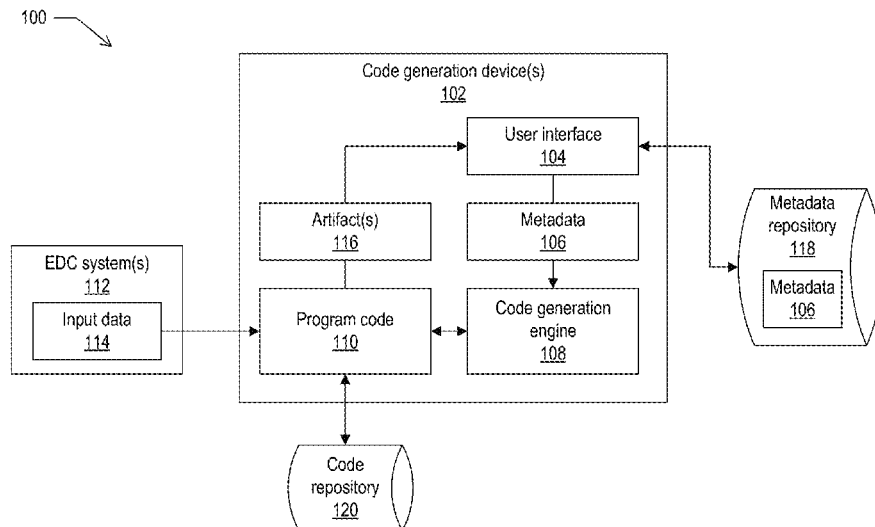 100
Code generation device(s)
102
User interface
104
Artifact(s)
116
Metadata
106
Metadata
repository
118
Metadata
106
EDC system(s)
112
Input data
114
Program code
110
Code generation
engine
108
Code
repository
120